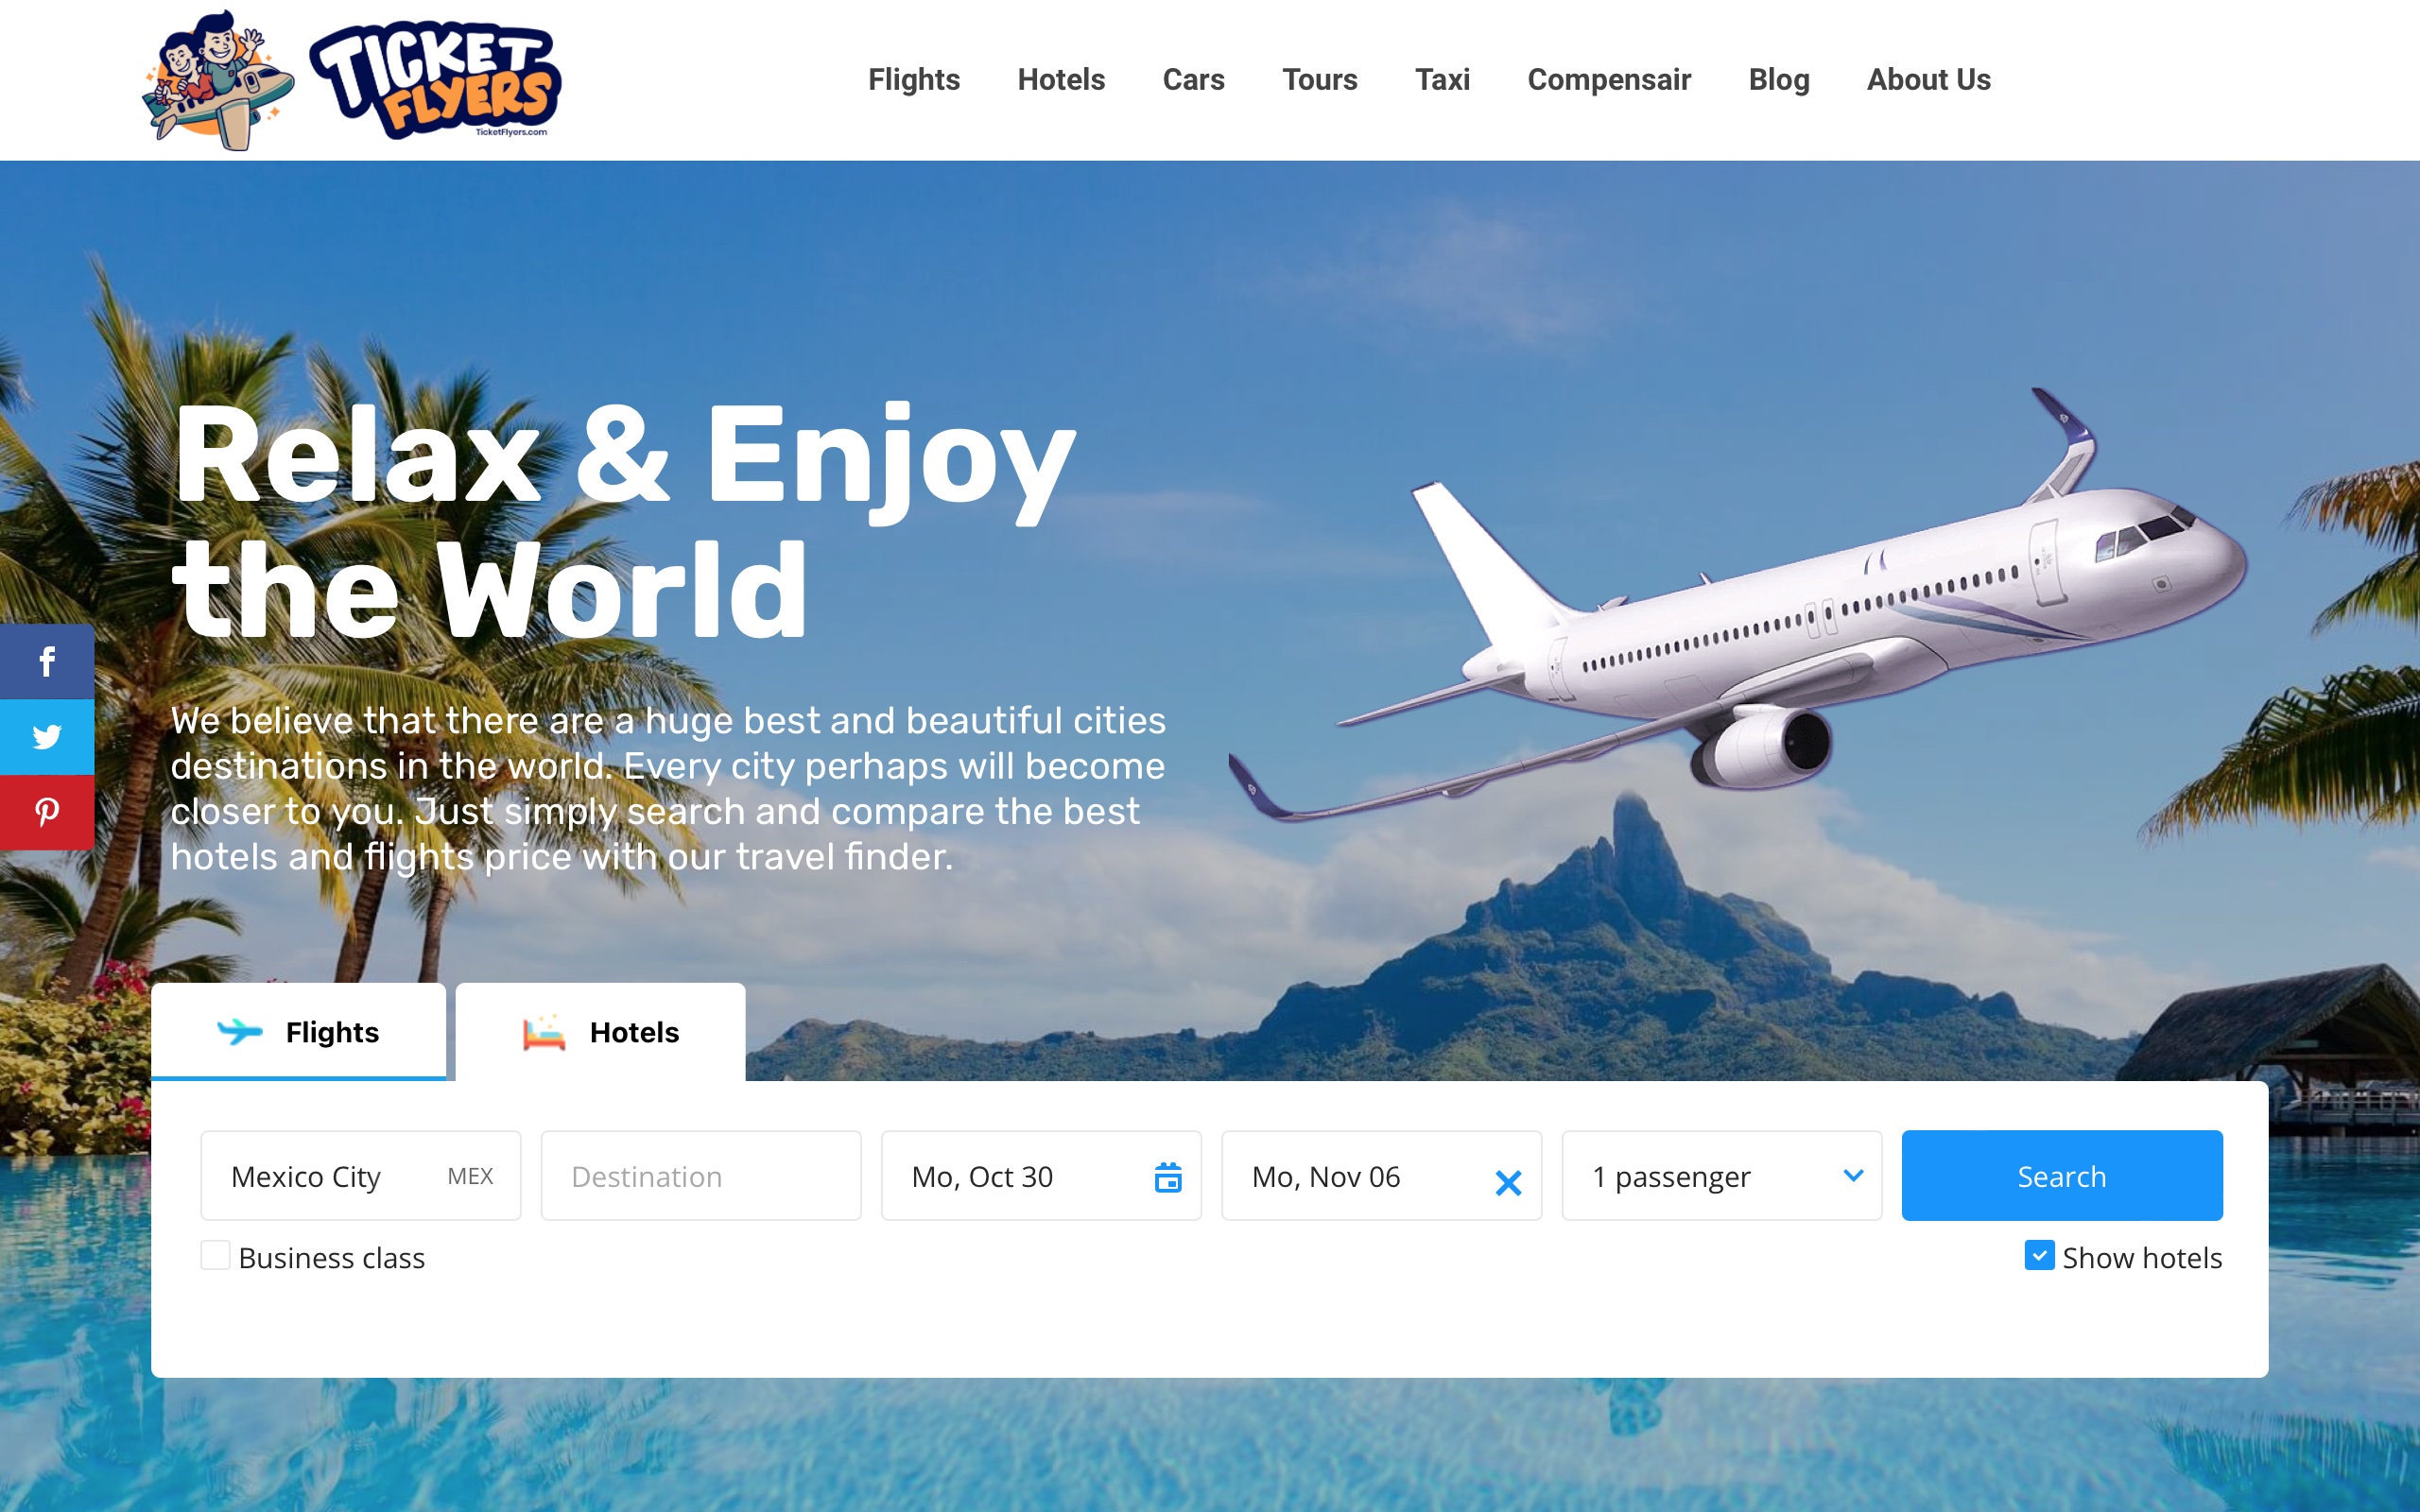 TICKET
FLYERS
TicketFlyers.com
Flights
Hotels
Cars
Tours
Taxi
Compensair
Blog
About Us
Relax & Enjoy
the World
We believe that there are a huge best and beautiful cities
destinations in the world. Every city perhaps will become
closer to you. Just simply search and compare the best
hotels and flights price with our travel finder.
Flights
Hotels
Mexico City MEX
Destination
Mo, Oct 30
Mo, Nov 06
1 passenger
Search
Business class
Show hotels